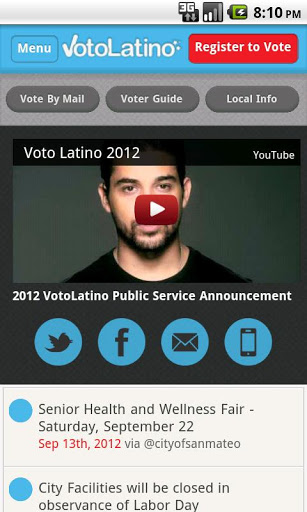 3G
8:10 PM
Menu
VotoLatino
Register to Vote
Vote By Mail
Voter Guide
Local Info
Voto Latino 2012
YouTube
2012 VotoLatino Public Service Announcement
Senior Health and Wellness Fair -
Saturday, September 22
Sep 13th, 2012 via @cityofsanmateo
City Facilities will be closed in
observance of Labor Day